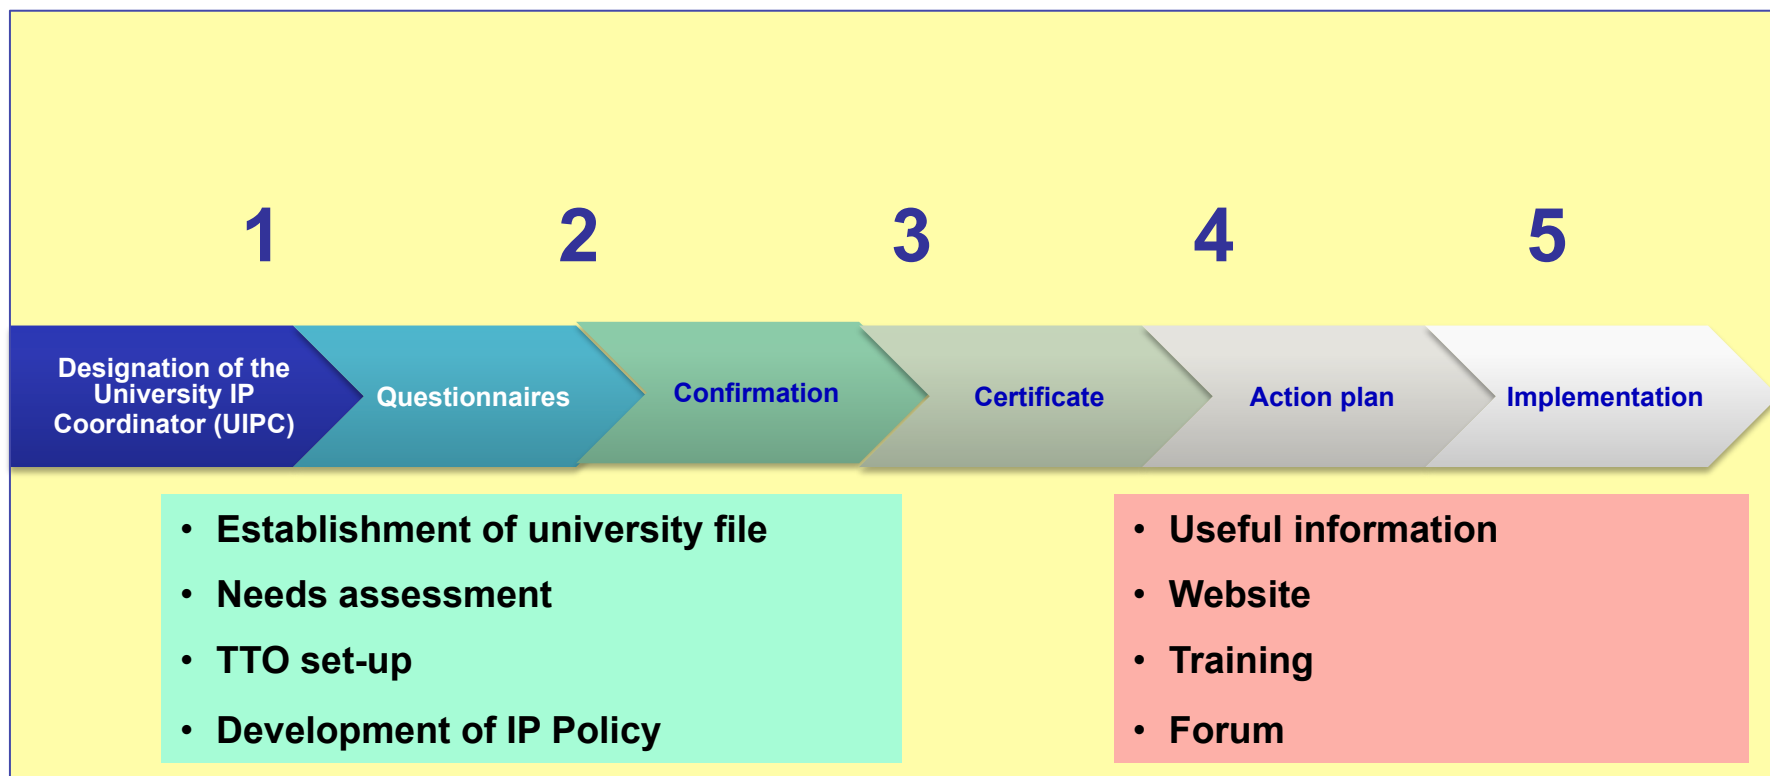 1
2
3
4
5
Designation of the
University IP
Coordinator (UIPC)
Questionnaires
Confirmation
Certificate
Action plan
Implementation
• Establishment of university file
• Needs assessment
• TTO set-up
• Development of IP Policy
• Useful information
• Website
• Training
• Forum